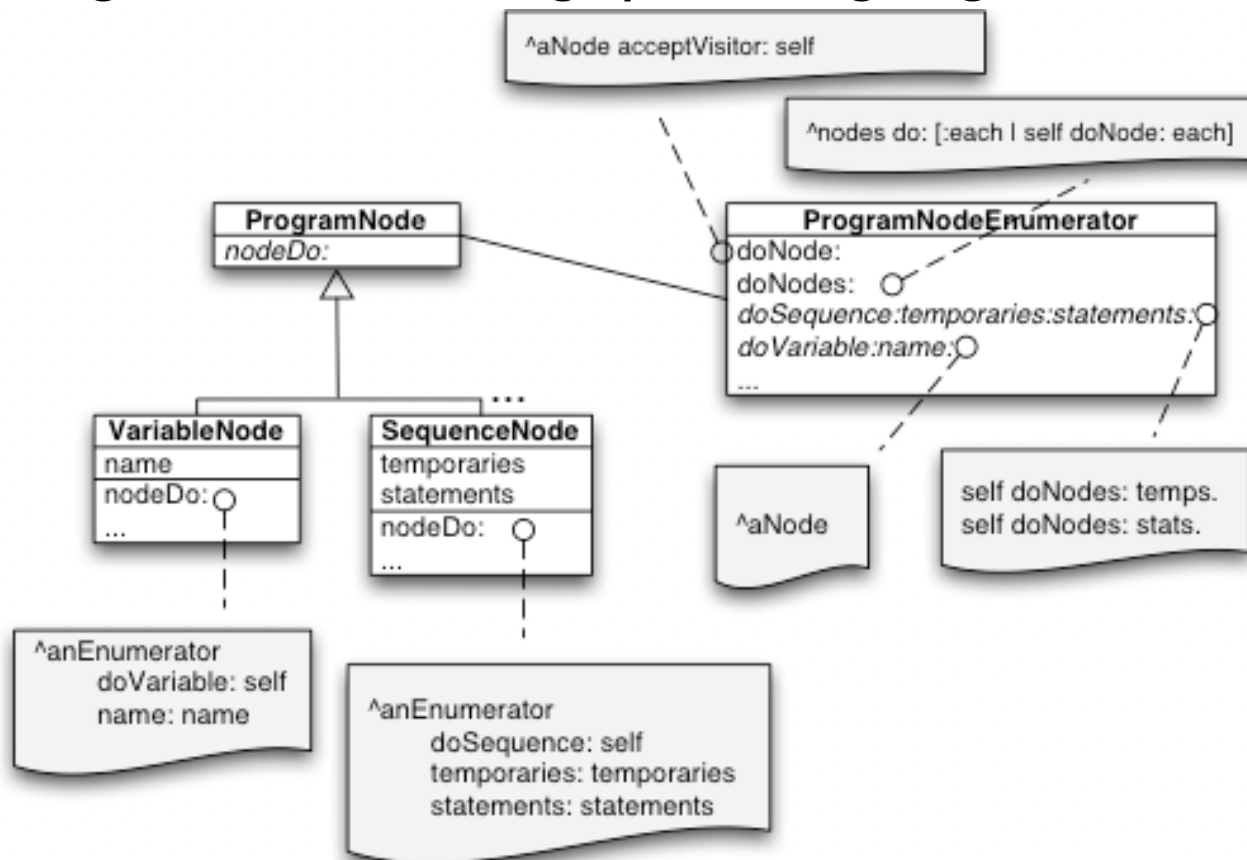 ^aNode acceptVisitor: self
^nodes do: [:each | self doNode: each]
ProgramNode
nodeDo:
ProgramNodeEnumerator
doNode:
doNodes:
doSequence:temporaries:statements:
doVariable:name:
...
...
VariableNode
name
nodeDo:
...
SequenceNode
temporaries
statements
nodeDo:
...
^aNode
self doNodes: temps.
self doNodes: stats.
^anEnumerator
doVariable: self
name: name
^anEnumerator
doSequence: self
temporaries: temporaries
statements: statements